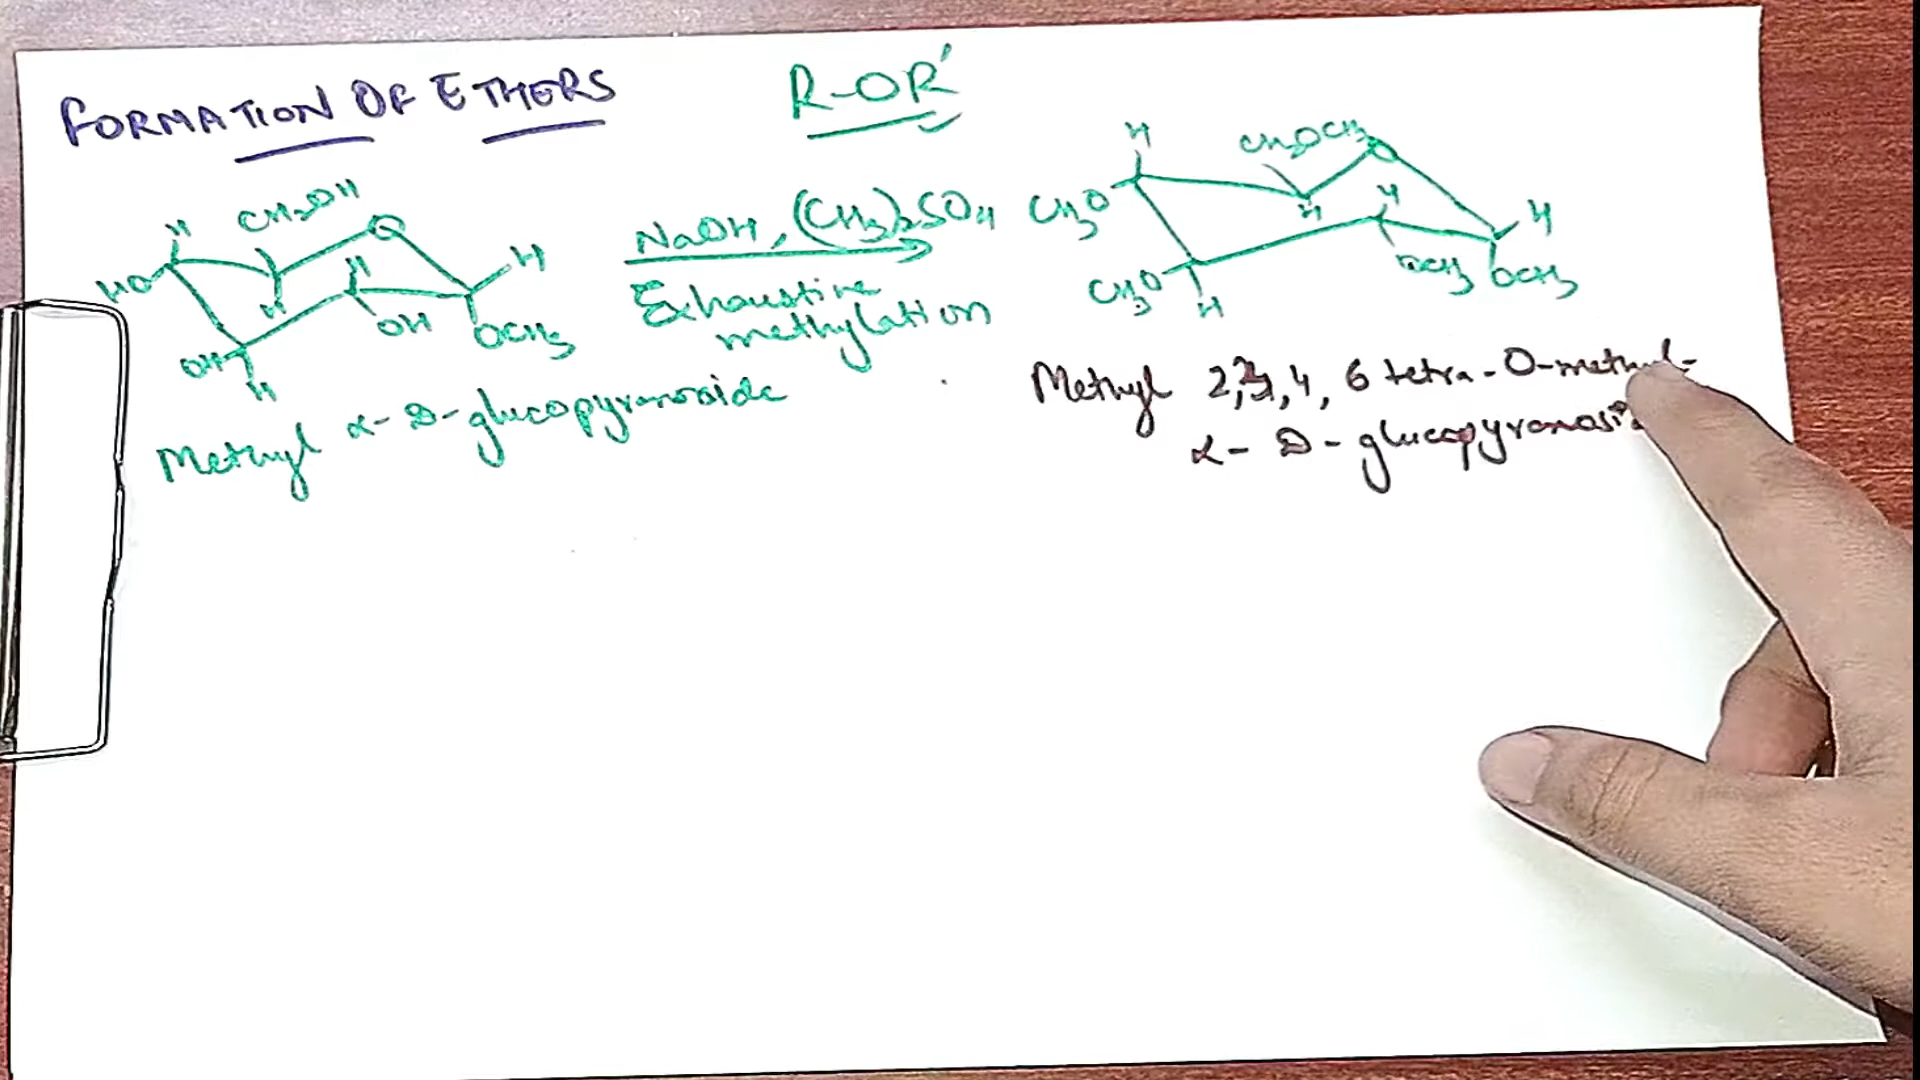 FORMATION OF ETHERS
R-OR'
H
CH2OH
O
H
HO
H
H
OH
OCH3
OH
H
Methyl α-D-glucopyranoside
NaOH, (CH3)2SO4
Exhaustive
methylation
H
CH2OCH3
O
CH3O
H
H
H
OCH3
OCH3
CH3O
H
Methyl 2,3,4, 6 tetra-O-methyl-
α- D-glucopyranosi